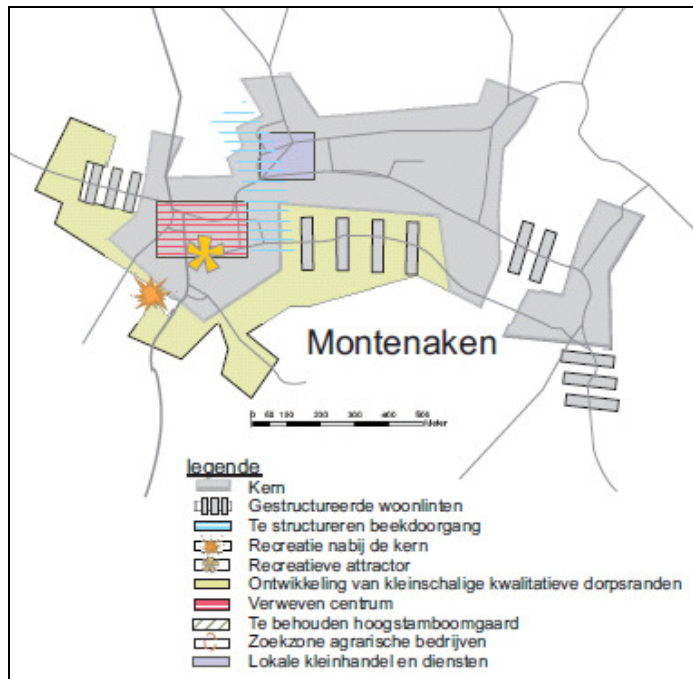 Montenaken
0 50 100 200 300 400 500
Meter
legende
Kern
Gestructureerde woonlinten
Te structureren beekdoorgang
Recreatie nabij de kern
Recreatieve attractor
Ontwikkeling van kleinschalige kwalitatieve dorpsranden
Verweven centrum
Te behouden hoogstamboomgaard
Zoekzone agrarische bedrijven
Lokale kleinhandel en diensten